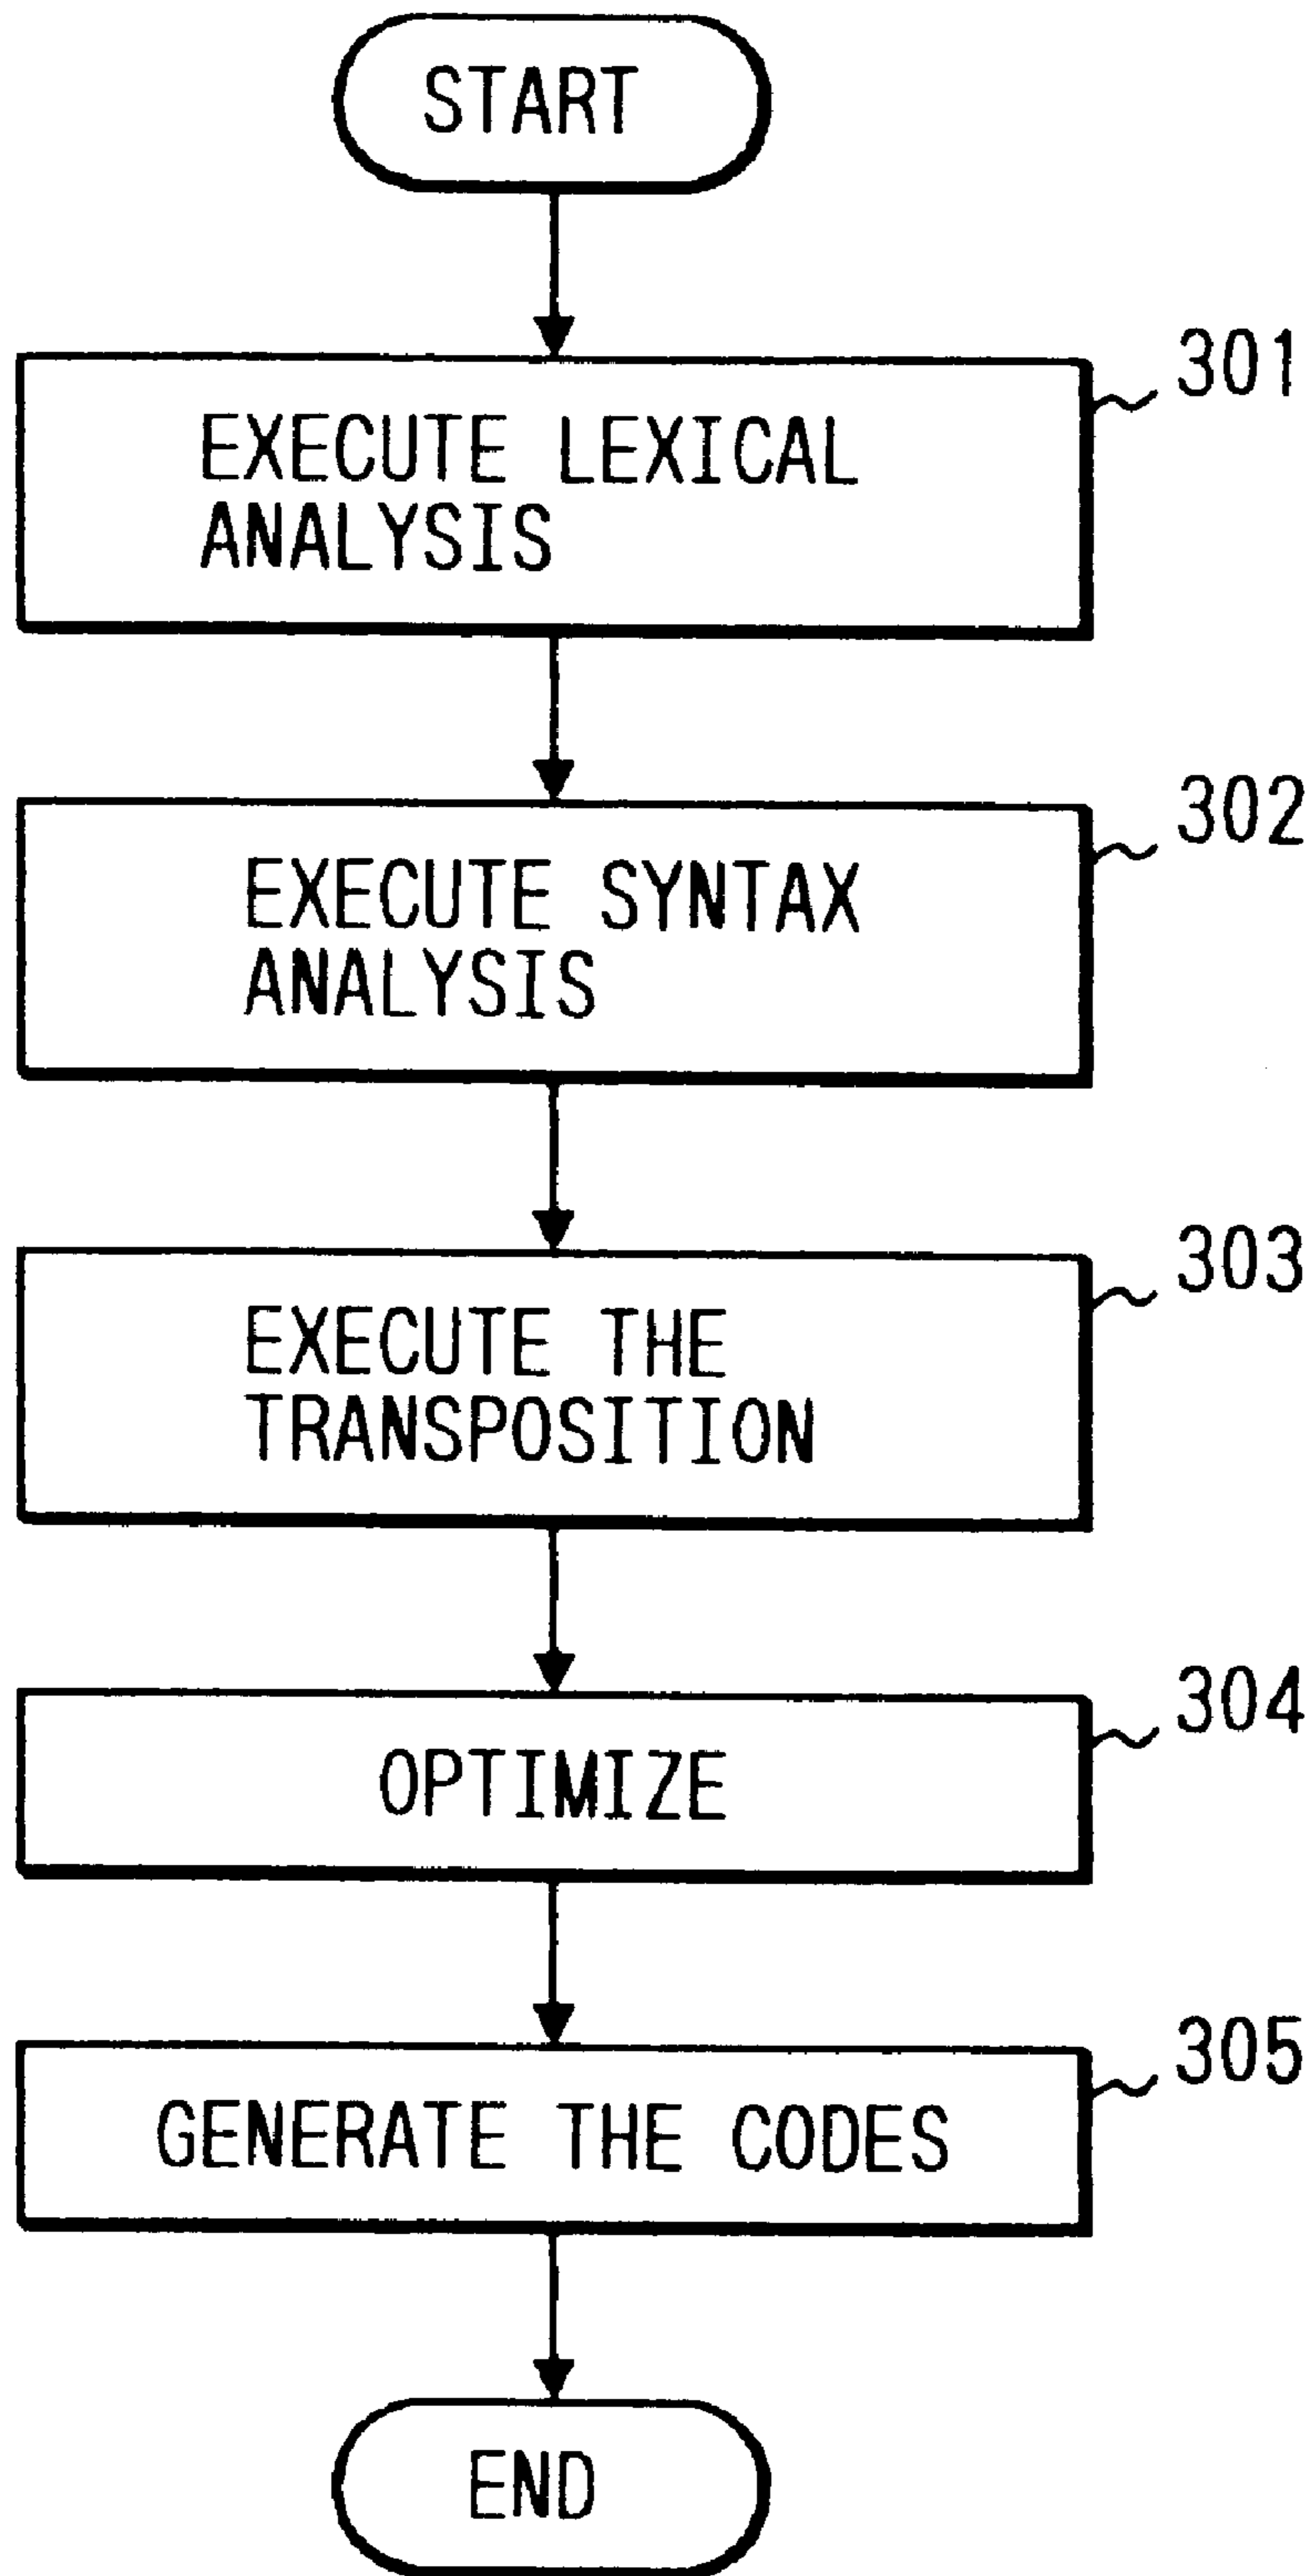 START
301
EXECUTE LEXICAL
ANALYSIS
302
EXECUTE SYNTAX
ANALYSIS
303
EXECUTE THE
TRANSPOSITION
304
OPTIMIZE
305
GENERATE THE CODES
END